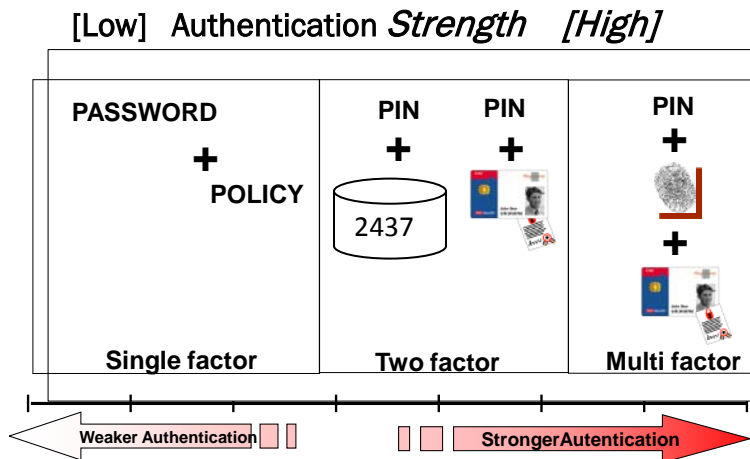 [Low] Authentication Strength [High]
PASSWORD
+
POLICY
PIN
+
2437
PIN
+
PIN
+
+
Single factor
Two factor
Multi factor
Weaker Authentication
StrongerAutentication